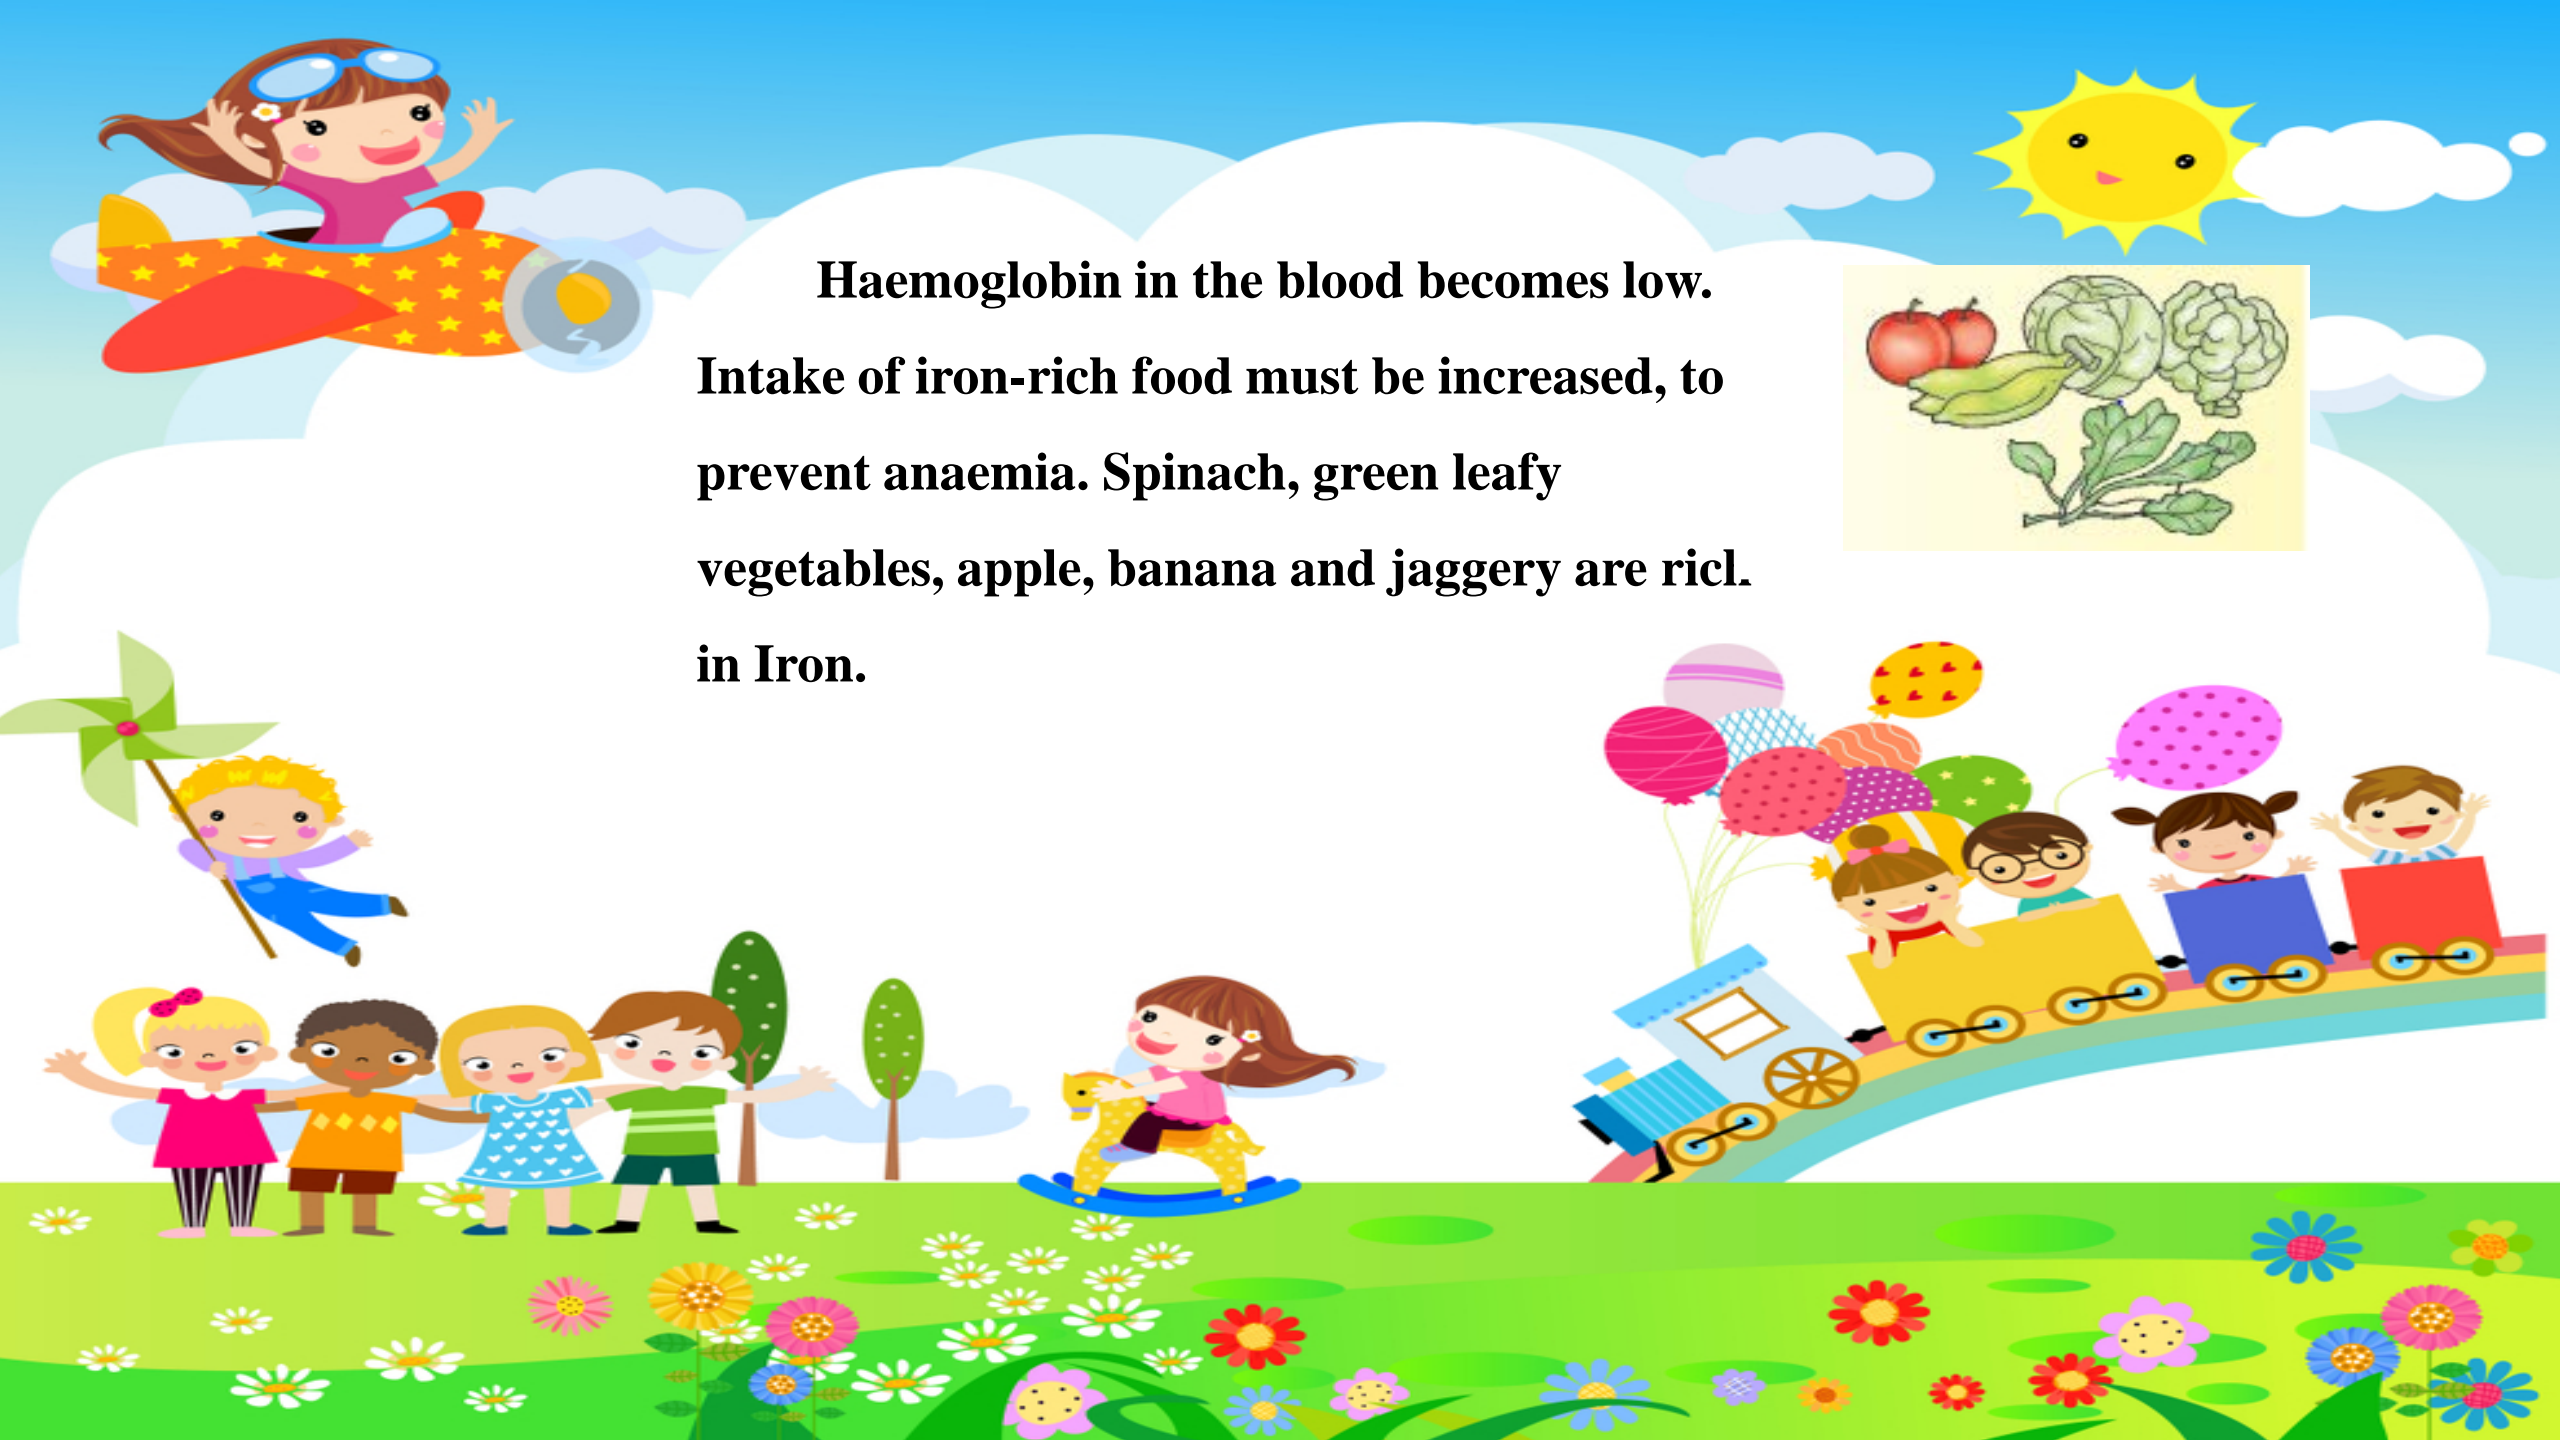 Haemoglobin in the blood becomes low.
Intake of iron-rich food must be increased, to
prevent anaemia. Spinach, green leafy
vegetables, apple, banana and jaggery are rich
in Iron.